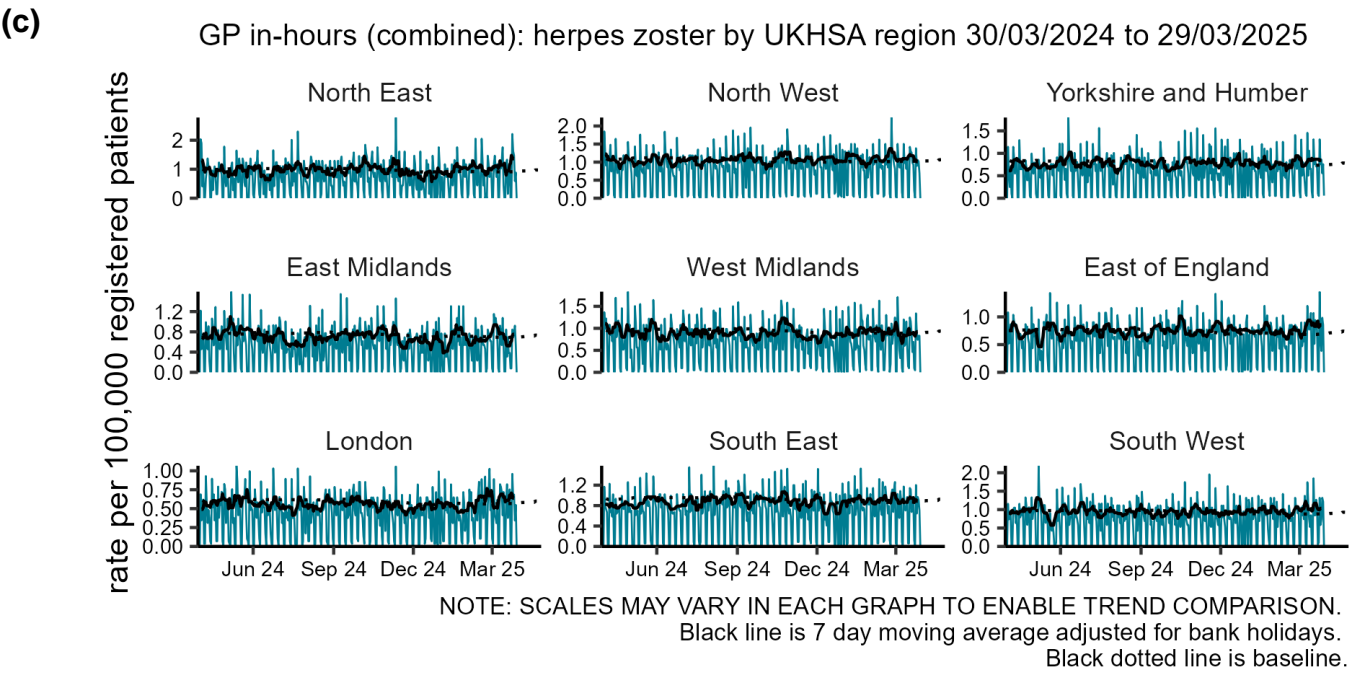 (c)
GP in-hours (combined): herpes zoster by UKHSA region 30/03/2024 to 29/03/2025
rate per 100,000 registered patients
North East
2
1
0
North West
2.0
1.5
1.0
0.5
0.0
Yorkshire and Humber
1.5
1.0
0.5
0.0
East Midlands
1.2
0.8
0.4
0.0
West Midlands
1.5
1.0
0.5
0.0
East of England
1.0
0.5
0.0
London
1.00
0.75
0.50
0.25
0.00
Jun 24 Sep 24 Dec 24 Mar 25
South East
1.2
0.8
0.4
0.0
Jun 24 Sep 24 Dec 24 Mar 25
South West
2.0
1.5
1.0
0.5
0.0
Jun 24 Sep 24 Dec 24 Mar 25
NOTE: SCALES MAY VARY IN EACH GRAPH TO ENABLE TREND COMPARISON.
Black line is 7 day moving average adjusted for bank holidays.
Black dotted line is baseline.